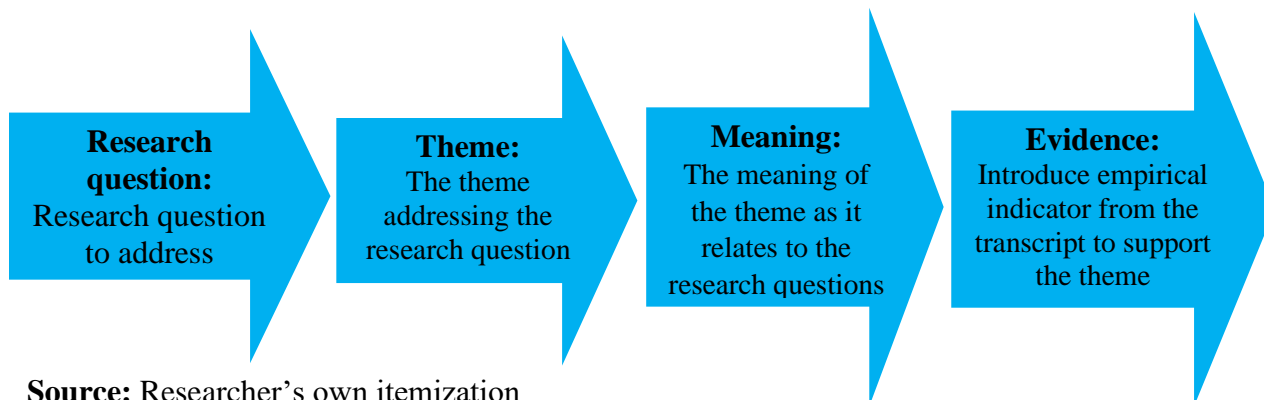 Research
question:
Research question
to address
Theme:
The theme
addressing the
research question
Meaning:
The meaning of
the theme as it
relates to the
research questions
Evidence:
Introduce empirical
indicator from the
transcript to support
the theme
Source: Researcher’s own itemization